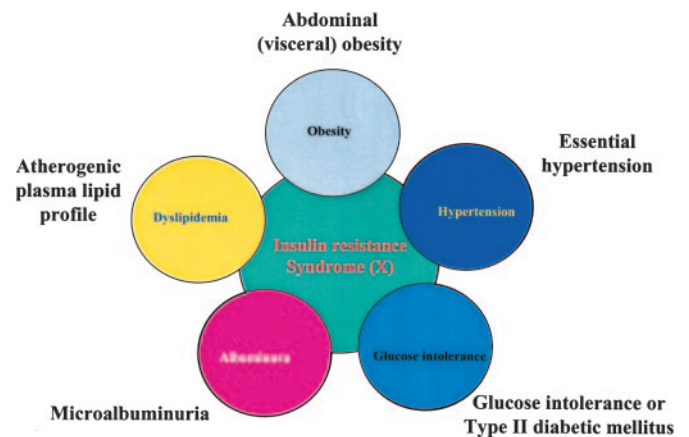 Abdominal
(visceral) obesity
Obesity
Essential
hypertension
Atherogenic
plasma lipid
profile
Dyslipidemia
Hypertension
Insulin resistance
Syndrome (X)
Albuminura
Glucose intolerance
Microalbuminuria
Glucose intolerance or
Type II diabetic mellitus